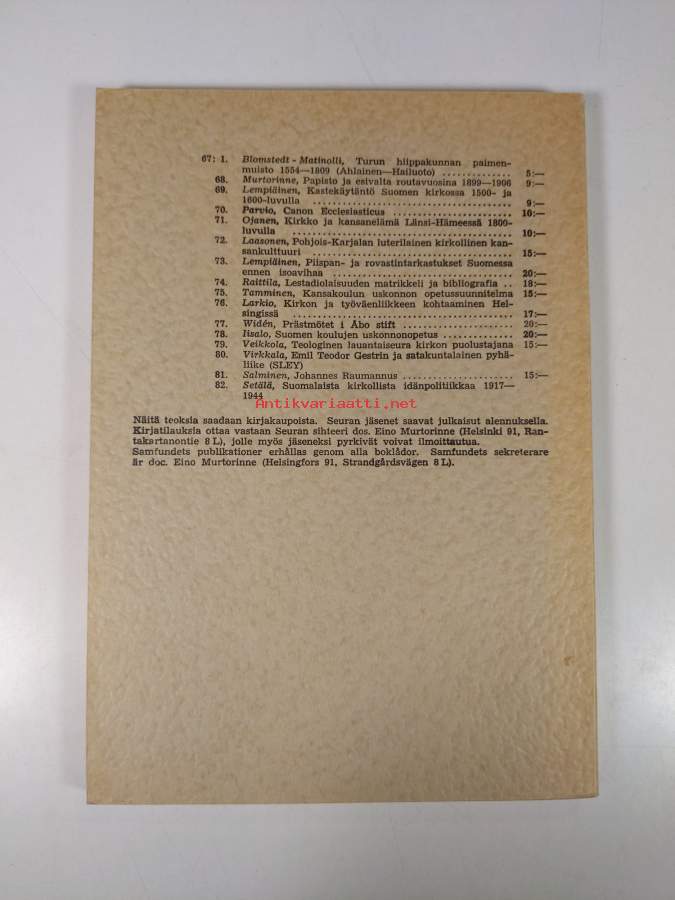 67: 1. Blomstedt - Matinolli, Turun hiippakunnan paimen-
muisto 1554—1809 (Ahlainen—Hailuoto) .............. 5:—
68. Murtorinne, Papisto ja esivalta routavuosina 1899—1906 9:—
69. Lempiäinen, Kastekäytäntö Suomen kirkossa 1500- ja
1600-luvulla ........................................ 9:—
70. Parvio, Canon Ecclesiasticus ........................ 10:—
71. Ojanen, Kirkko ja kansanelämä Länsi-Hämeessä 1800-
luvulla ............................................ 10:—
72. Laasonen, Pohjois-Karjalan luterilainen kirkollinen kan-
sankulttuuri ........................................ 15:—
73. Lempiäinen, Piispan- ja rovastintarkastukset Suomessa
ennen isoavihaa .................................... 20:—
74. Raittila, Lestadiolaisuuden matrikkeli ja bibliografia .. 18:—
75. Tamminen, Kansakoulun uskonnon opetussuunnitelma 15:—
76. Larkio, Kirkon ja työväenliikkeen kohtaaminen Hel-
singissä ............................................ 17:—
77. Widén, Prästmötet i Åbo stift ...................... 20:—
78. Iisalo, Suomen koulujen uskonnonopetus .............. 20:—
79. Veikkola, Teologinen lauantaiseura kirkon puolustajana 15:—
80. Virkkala, Emil Teodor Gestrin ja satakuntalainen pyhä-
liike (SLEY)
81. Salminen, Johannes Raumannus ...................... 15:—
82. Setälä, Suomalaista kirkollista idänpolitiikkaa 1917—
1944
Antikvariaatti.net
Näitä teoksia saadaan kirjakaupoista. Seuran jäsenet saavat julkaisut alennuksella.
Kirjatilauksia ottaa vastaan Seuran sihteeri dos. Eino Murtorinne (Helsinki 91, Ran-
takartanontie 8 L), jolle myös jäseneksi pyrkivät voivat ilmoittautua.
Samfundets publikationer erhållas genom alla boklådor. Samfundets sekreterare
är doc. Eino Murtorinne (Helsingfors 91, Strandgårdsvägen 8 L).